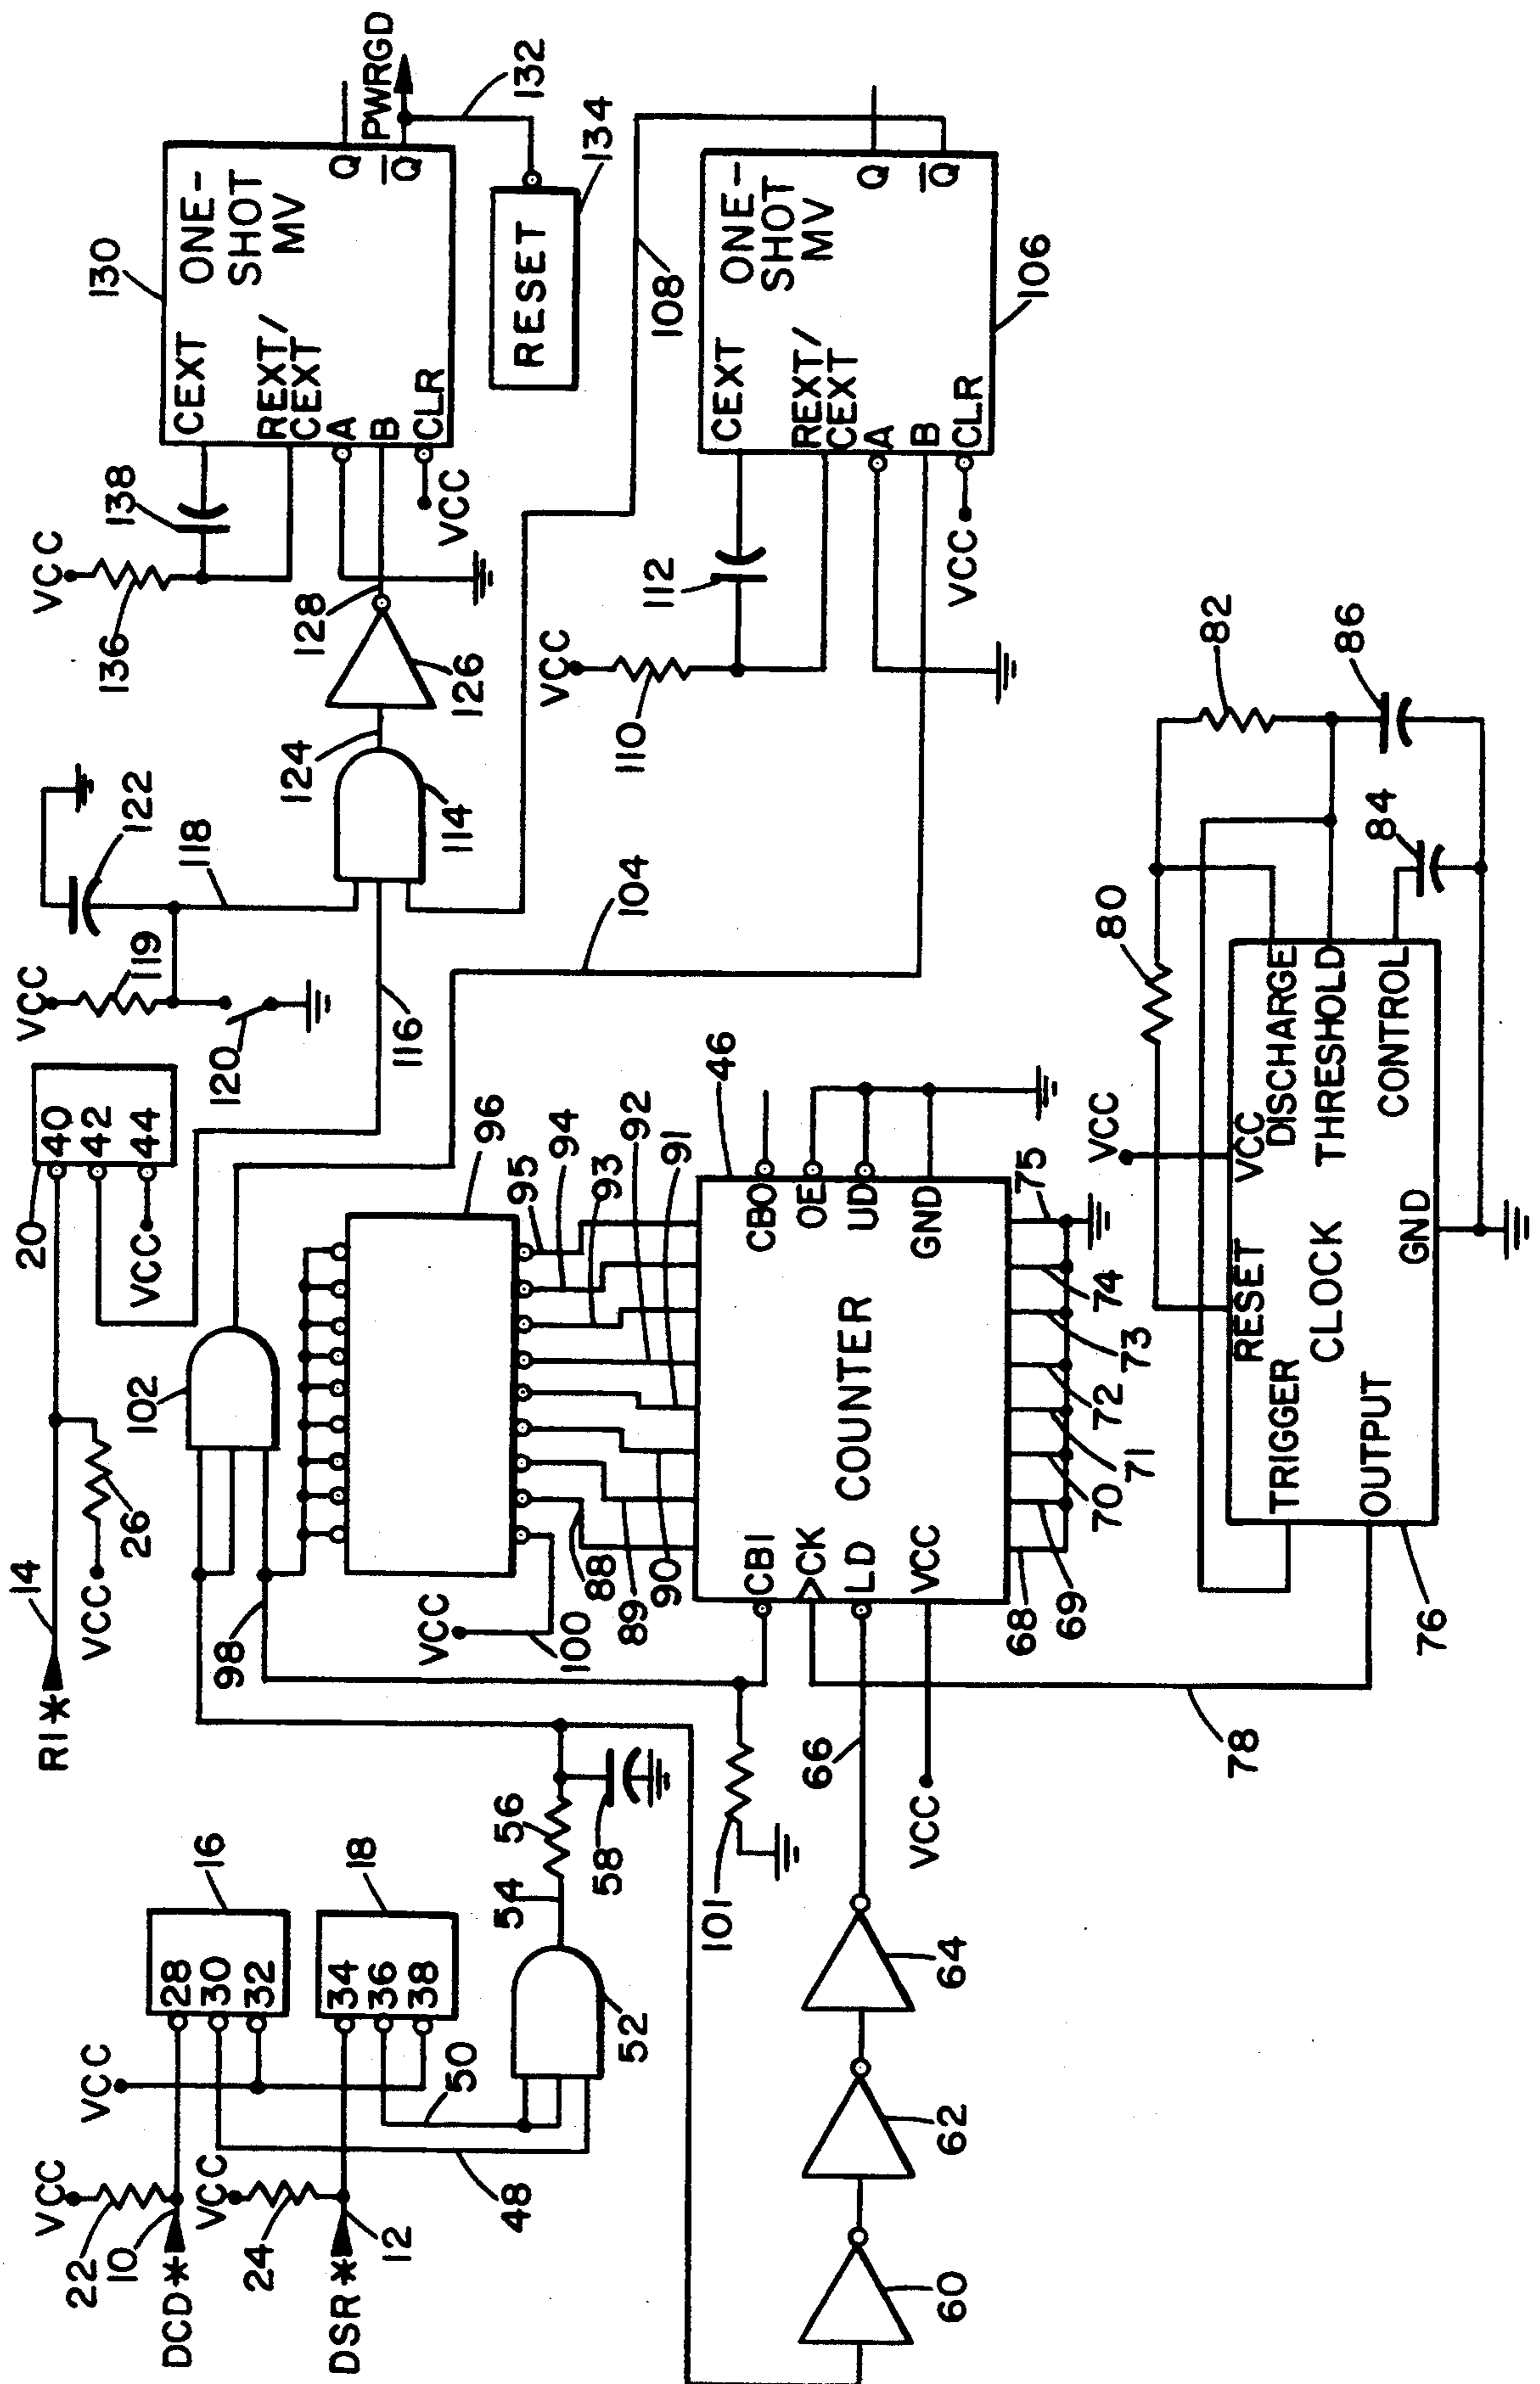 RI*
14
VCC
26
20
40
42
44
VCC
VCC
119
120
122
118
116
124
114
126
128
VCC
136
138
130
CEXT
REXT/
CEXT
A
B
CLR
VCC
ONE-
SHOT
MV
Q
Q
PWRGD
132
RESET
134
DCD*
10
VCC
22
VCC
16
28
30
32
DSR*
12
VCC
24
18
34
36
38
48
50
52
54
56
58
98
102
104
VCC
100
96
88
89
90
91
92
93
94
95
101
46
CBI
CK
LD
VCC
COUNTER
CBO
OE
UD
GND
60
62
64
66
VCC
68
69
70
71
72
73
74
75
78
VCC
110
112
108
CEXT
REXT/
CEXT
A
B
CLR
VCC
ONE-
SHOT
MV
Q
Q
106
80
82
84
86
VCC
TRIGGER
RESET
VCC
DISCHARGE
CLOCK
THRESHOLD
OUTPUT
GND
CONTROL
76